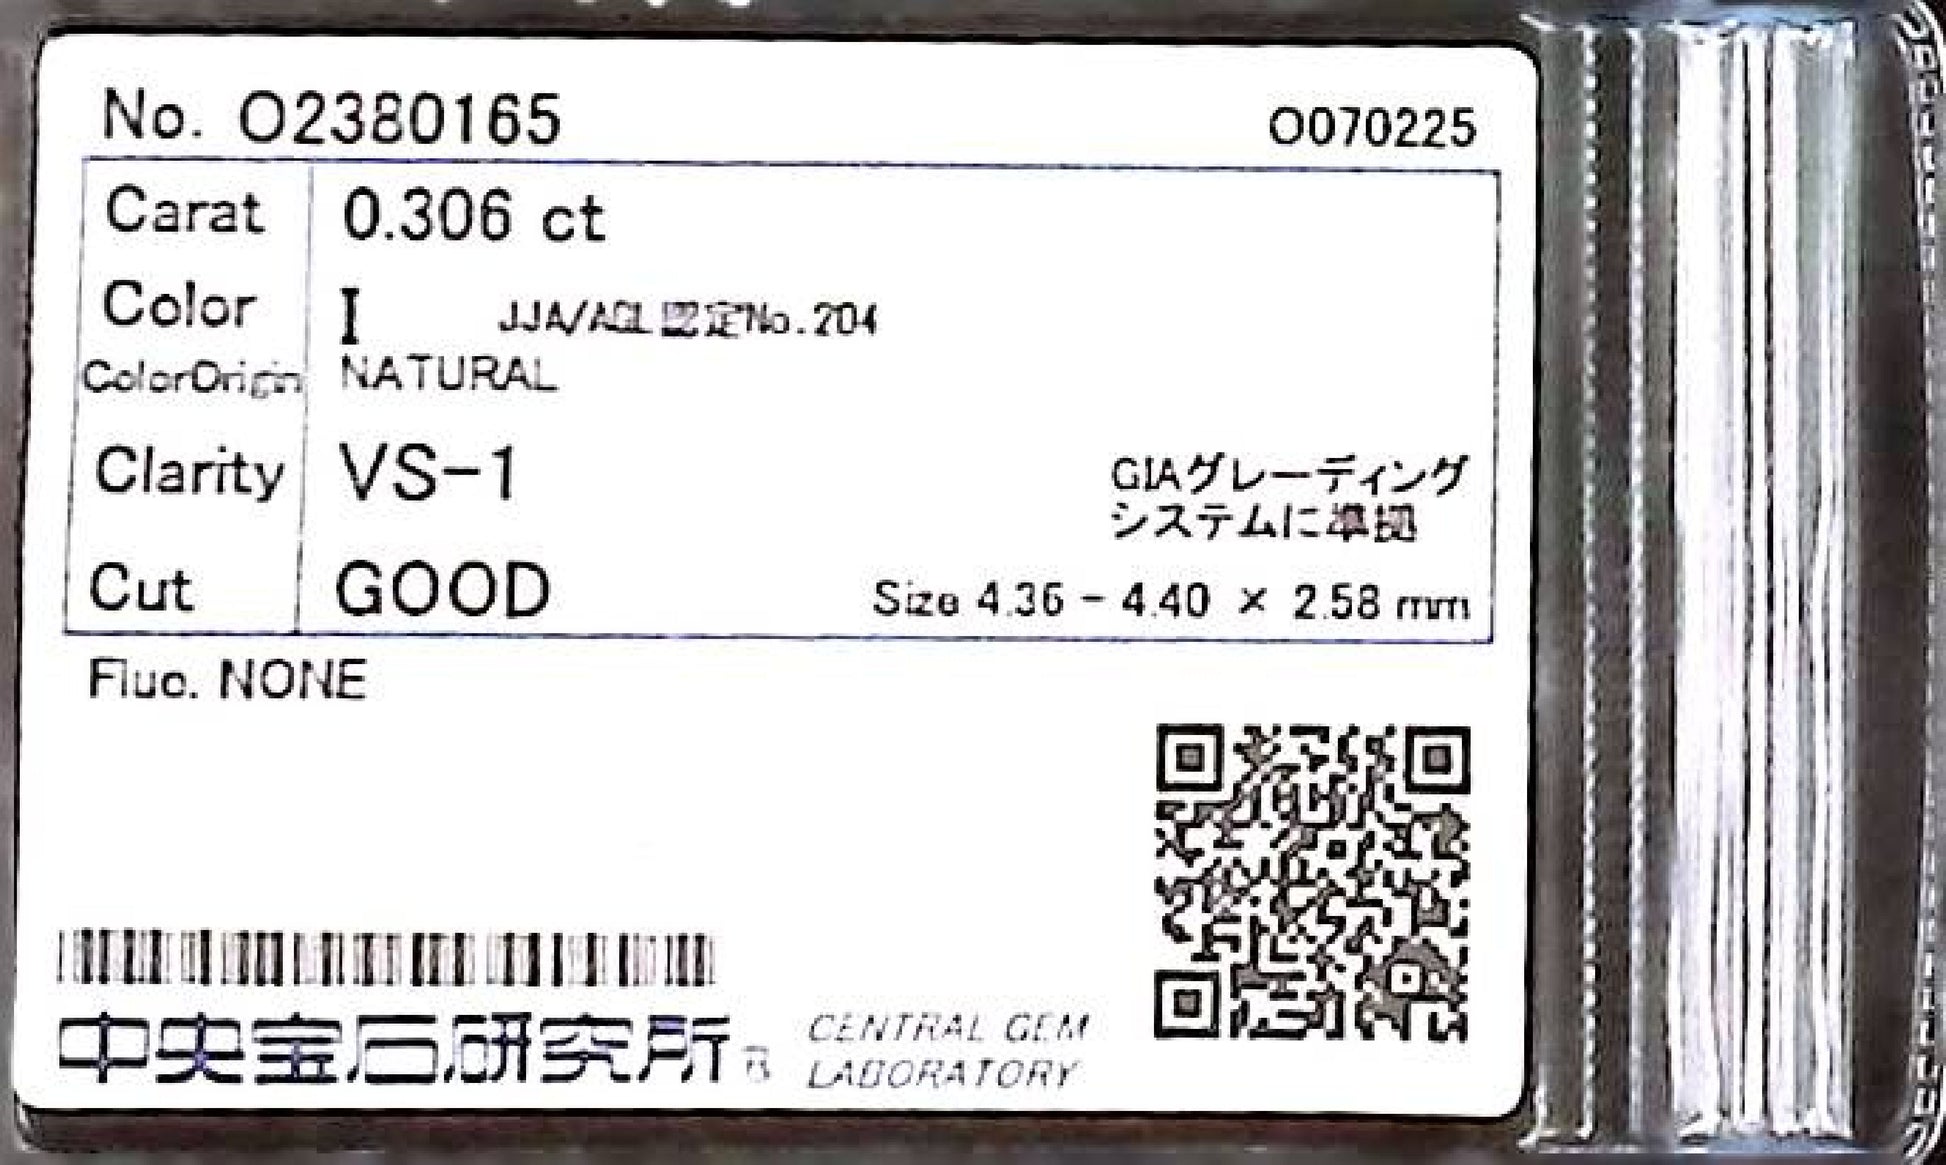 No. O2380165
O070225
Carat 0.306 ct
Color I JJA/AGL認定No.204
ColorOrigin NATURAL
Clarity VS-1
GIAグレーディング
システムに準拠
Cut GOOD
Size 4.36 - 4.40 × 2.58 mm
Fluo. NONE
中央宝石研究所
CENTRAL GEM
LABORATORY